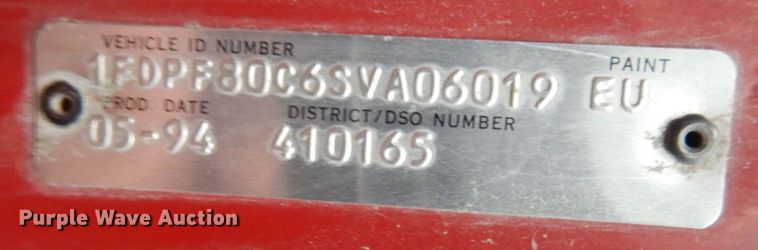 VEHICLE ID NUMBER PAINT
1FDPF80C6SVA06019 EU
PROD. DATE DISTRICT/DSO NUMBER
05-94 410165
Purple Wave Auction